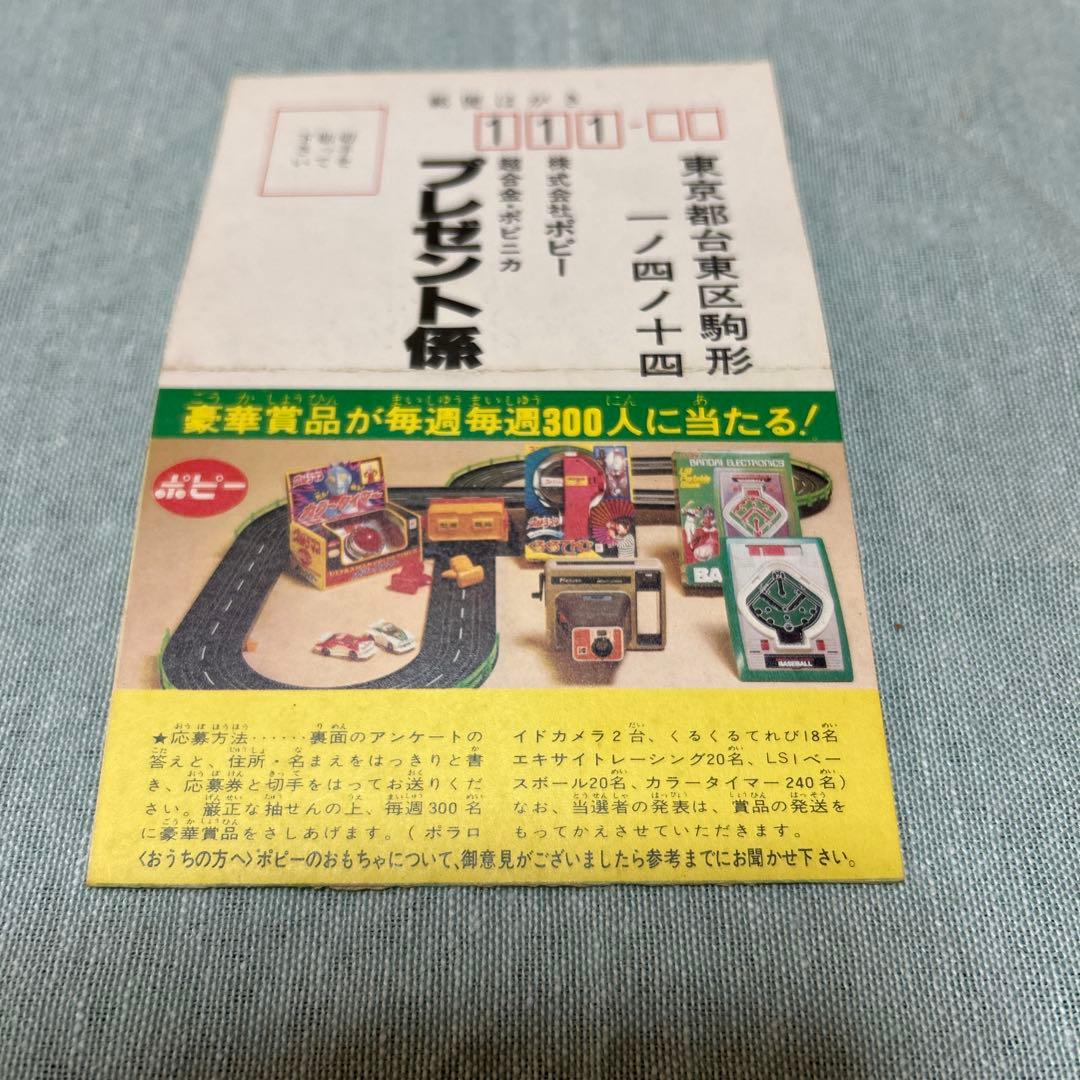 郵便はがき
111-
切手を
貼って
下さい
東京都台東区駒形
一ノ四ノ十四
株式会社ポピー
超合金・ポピニカ
プレゼント係
豪華賞品が毎週毎週300人に当たる!
ポピー
BANDAI ELECTRONICS
BASEBALL
★応募方法……裏面のアンケートの
答えと、住所・名まえをはっきりと書
き、応募券と切手をはってお送りくだ
さい。厳正な抽せんの上、毎週300名
に豪華賞品をさしあげます。(ポラロ
イドカメラ2台、くるくるてれび18名
エキサイトレーシング20名、LSIベー
スボール20名、カラータイマー240名)
なお、当選者の発表は、賞品の発送を
もってかえさせていただきます。
〈おうちの方へ〉ポピーのおもちゃについて、御意見がございましたら参考までにお聞かせ下さい。